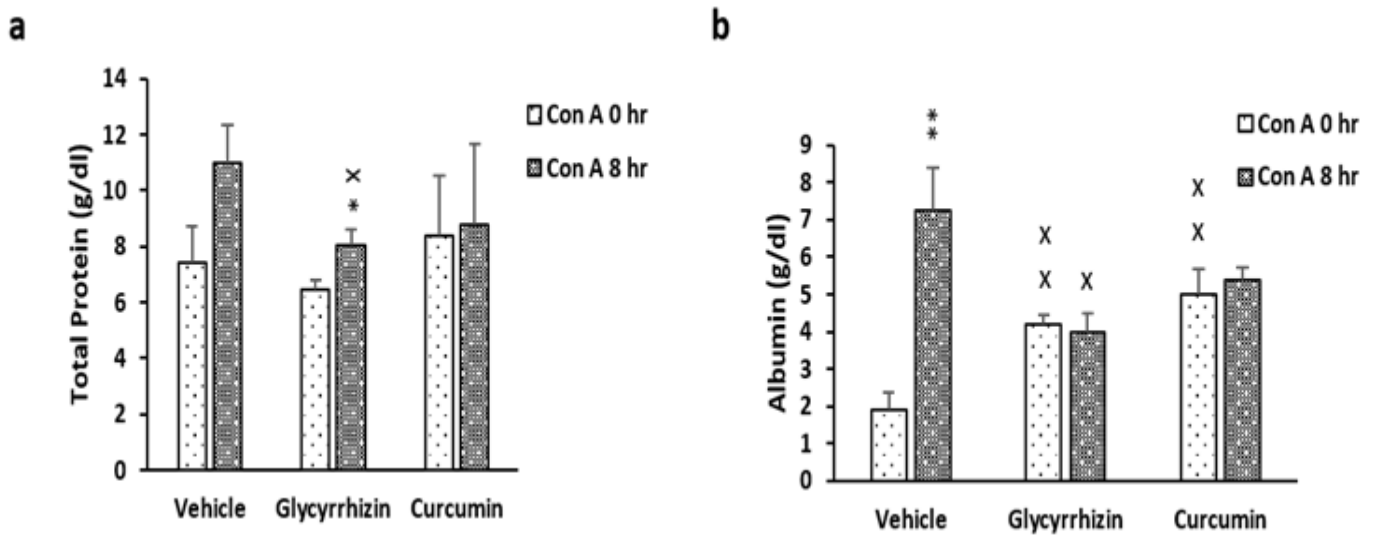 a
14
12
10
8
6
4
2
0
Total Protein (g/dl)
Con A 0 hr
Con A 8 hr
X
*
Vehicle Glycyrrhizin Curcumin
b
9
8
7
6
5
4
3
2
1
0
Albumin (g/dl)
Con A 0 hr
Con A 8 hr
*
*
X
X
X
X
X
Vehicle Glycyrrhizin Curcumin